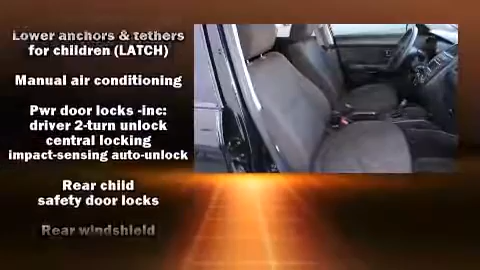 Lower anchors & tethers
for children (LATCH)
Manual air conditioning
Pwr door locks -inc:
driver 2-turn unlock
central locking
impact-sensing auto-unlock
Rear child
safety door locks
Rear windshield